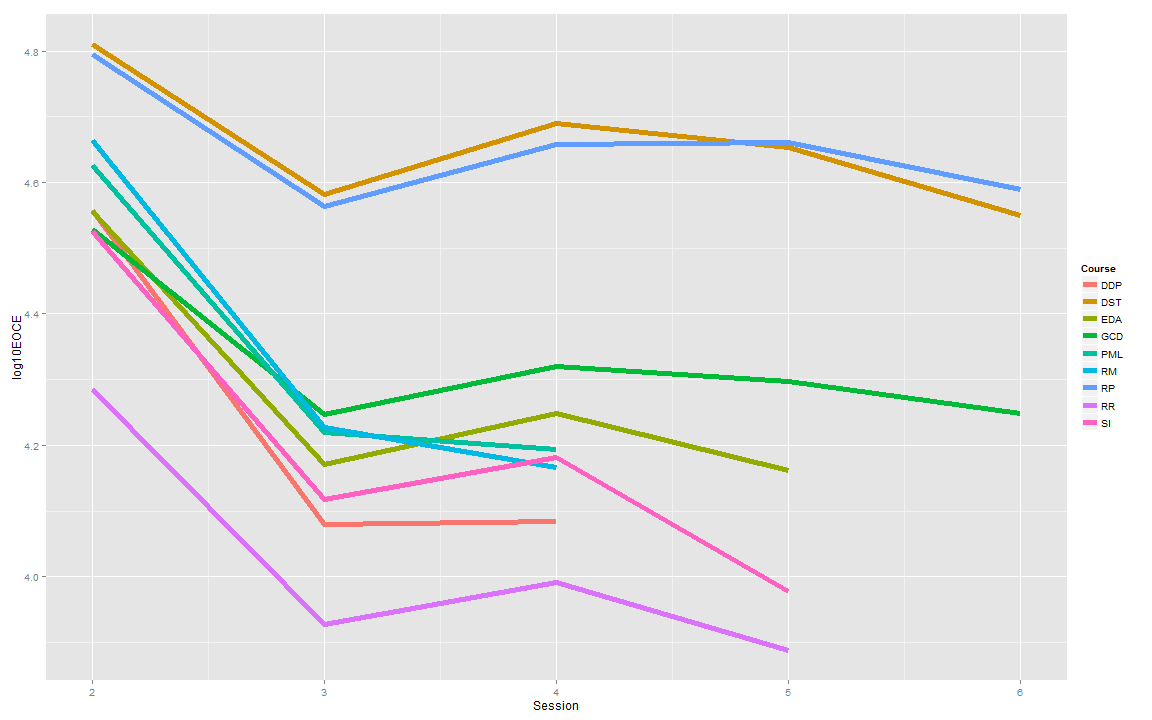 4.8
4.6
4.4
4.2
4.0
log10EOCE
2 3 4 5 6
Session
Course
DDP
DST
EDA
GCD
PML
RM
RP
RR
SI